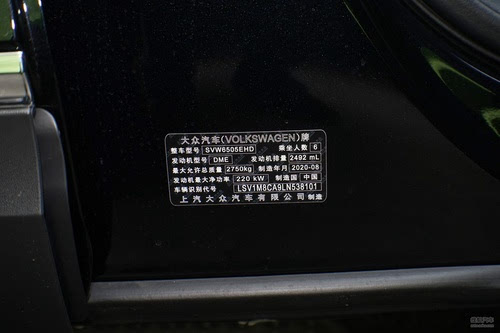 大众汽车(VOLKSWAGEN)牌
整车型号 SVW6505EHD 乘坐人数 6
发动机型号 DME 发动机排量 2492 mL
最大允许总质量 2750kg 制造年月 2020-08
发动机最大净功率 220 kW 制造国 中国
车辆识别代号 LSV1M8CA9LN538101
上汽大众汽车有限公司 制造